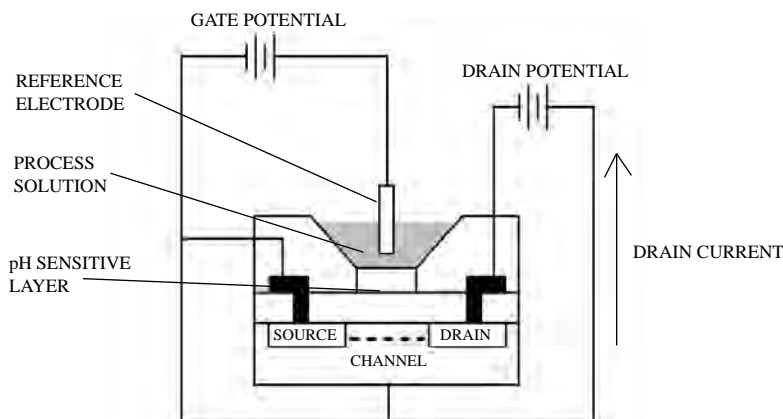 GATE POTENTIAL
DRAIN POTENTIAL
REFERENCE
ELECTRODE
PROCESS
SOLUTION
DRAIN CURRENT
pH SENSITIVE
LAYER
SOURCE
DRAIN
CHANNEL